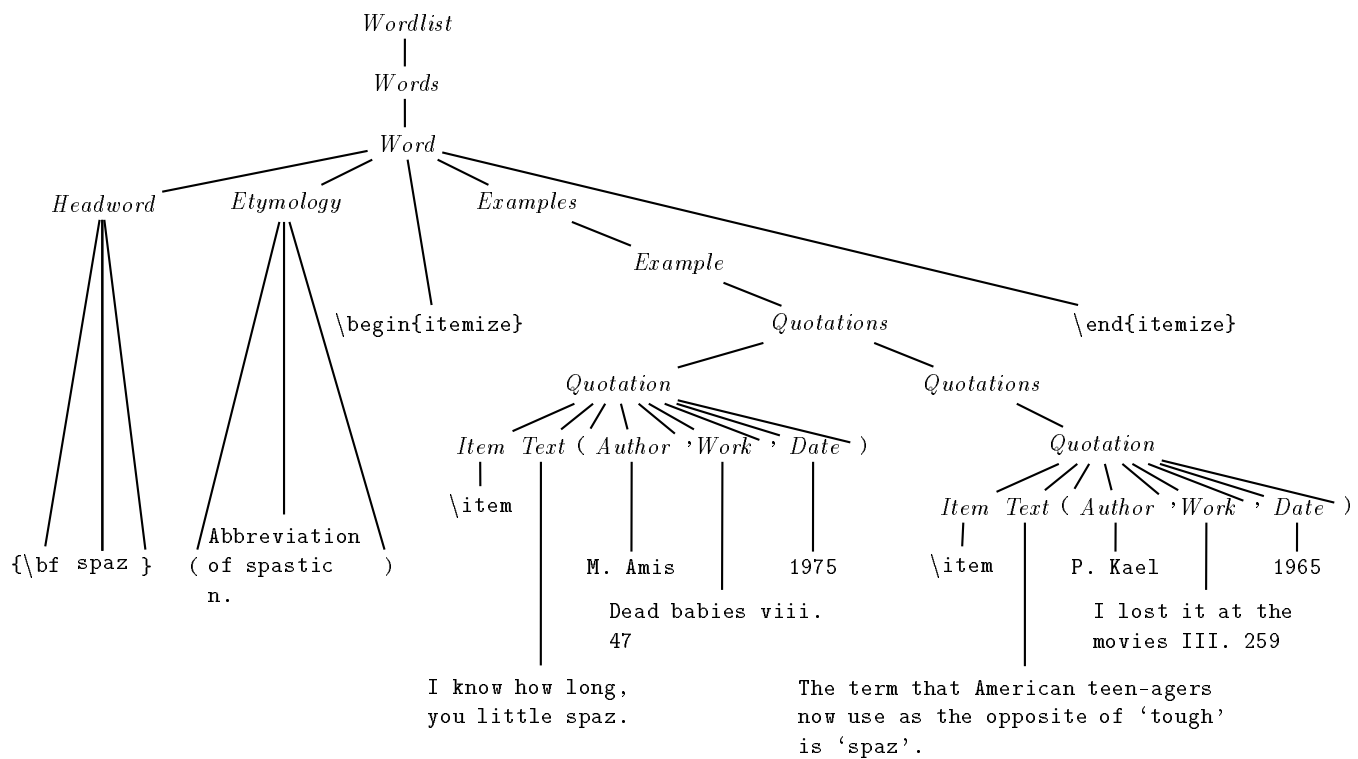 Wordlist
Words
Word
Headword Etymology Examples
Example
\begin{itemize} Quotations \end{itemize}
Quotation Quotations
Item Text ( Author , Work , Date ) Quotation
\item Item Text ( Author , Work , Date )
Abbreviation
{\bf spaz } ( of spastic ) M. Amis 1975 \item P. Kael 1965
n.
Dead babies viii. I lost it at the
47 movies III. 259
I know how long, The term that American teen-agers
you little spaz. now use as the opposite of ‘tough’
is ‘spaz’.